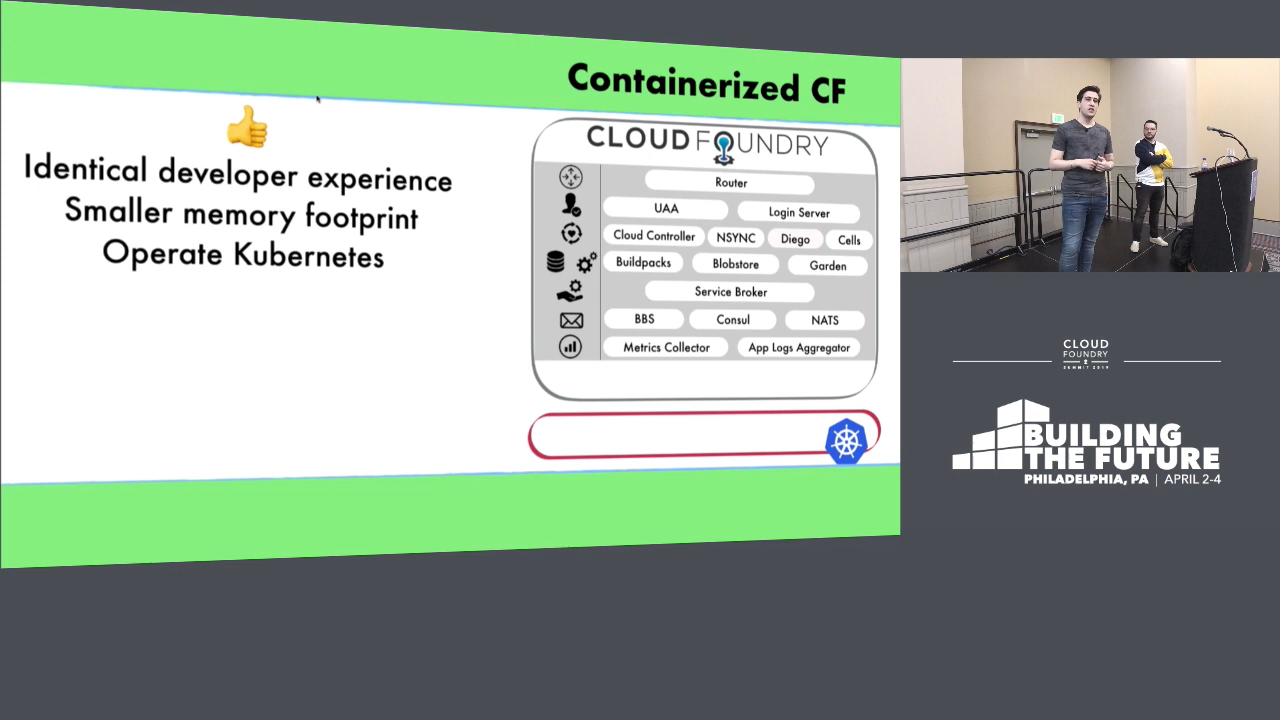 Containerized CF
Identical developer experience
Smaller memory footprint
Operate Kubernetes
CLOUD FOUNDRY
Router
UAA Login Server
Cloud Controller NSYNC Diego Cells
Buildpacks Blobstore Garden
Service Broker
BBS Consul NATS
Metrics Collector App Logs Aggregator
CLOUD
FOUNDRY
SUMMIT 2019
BUILDING
THE FUTURE
PHILADELPHIA, PA | APRIL 2-4